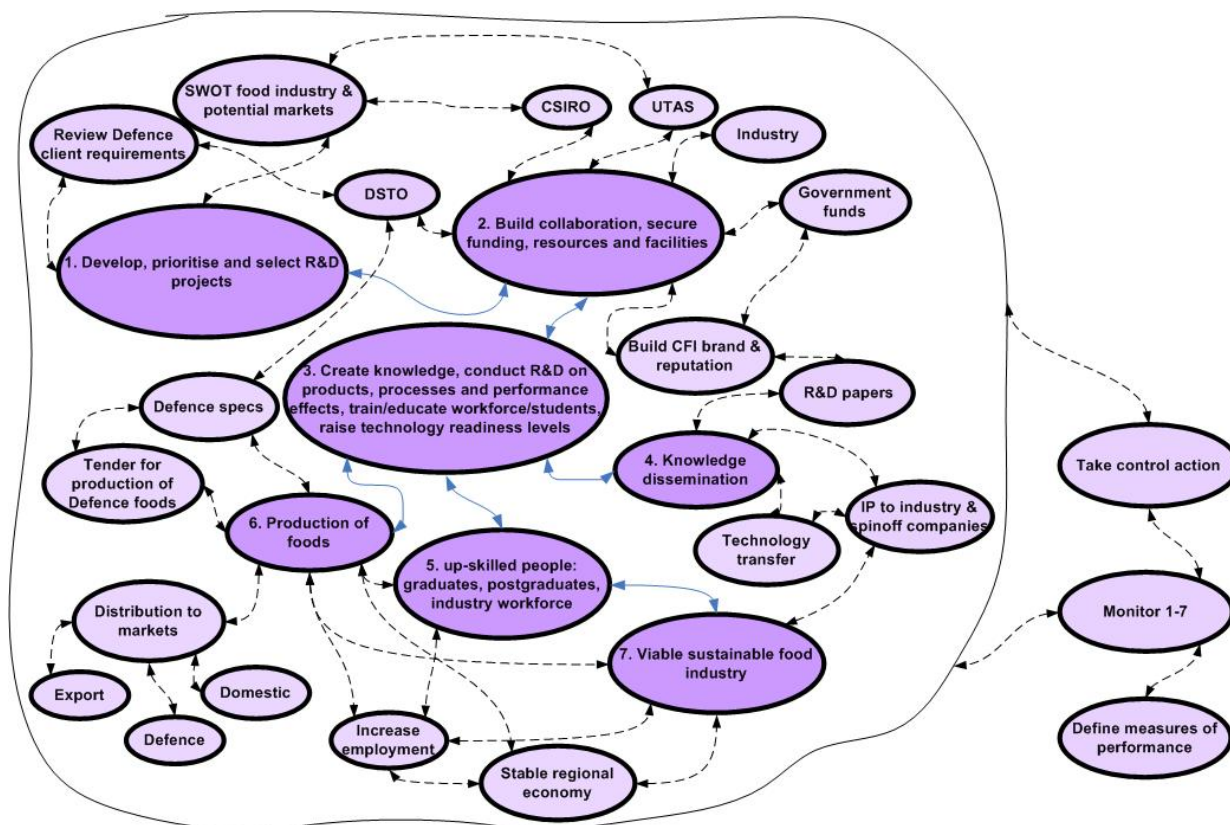 SWOT food industry &
potential markets
CSIRO
UTAS
Industry
Review Defence
client requirements
DSTO
Government
funds
2. Build collaboration, secure
funding, resources and facilities
1. Develop, prioritise and select R&D
projects
Build CFI brand &
reputation
3. Create knowledge, conduct R&D on
products, processes and performance
effects, train/educate workforce/students,
raise technology readiness levels
R&D papers
Defence specs
4. Knowledge
dissemination
Take control action
Tender for
production of
Defence foods
IP to industry &
spinoff companies
6. Production of
foods
Technology
transfer
5. up-skilled people:
graduates, postgraduates,
industry workforce
Distribution to
markets
Monitor 1-7
7. Viable sustainable food
industry
Export
Domestic
Defence
Increase
employment
Define measures of
performance
Stable regional
economy